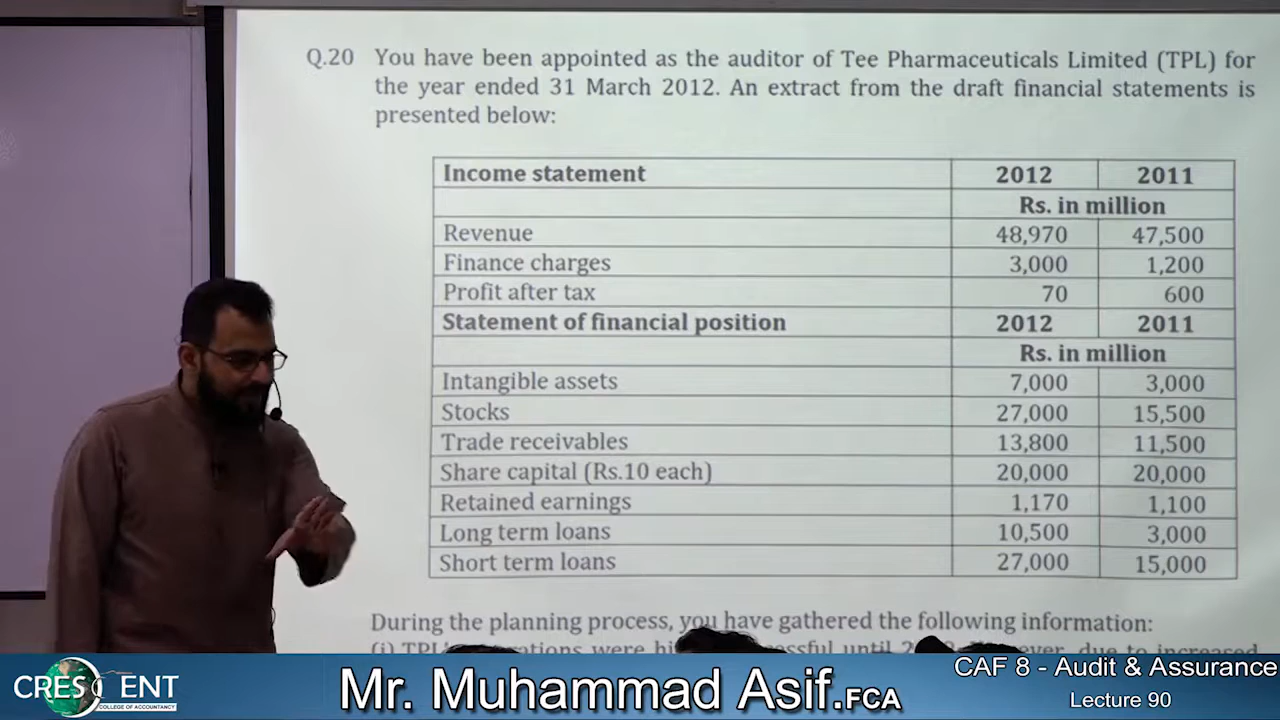 Q.20 You have been appointed as the auditor of Tee Pharmaceuticals Limited (TPL) for
the year ended 31 March 2012. An extract from the draft financial statements is
presented below:
Income statement 2012 2011
Rs. in million
Revenue 48,970 47,500
Finance charges 3,000 1,200
Profit after tax 70 600
Statement of financial position 2012 2011
Rs. in million
Intangible assets 7,000 3,000
Stocks 27,000 15,500
Trade receivables 13,800 11,500
Share capital (Rs.10 each) 20,000 20,000
Retained earnings 1,170 1,100
Long term loans 10,500 3,000
Short term loans 27,000 15,000
During the planning process, you have gathered the following information:
(i) were until due to increased
CRESCENT
COLLEGE OF ACCOUNTANCY
Mr. Muhammad Asif.FCA
CAF 8 - Audit & Assurance
Lecture 90